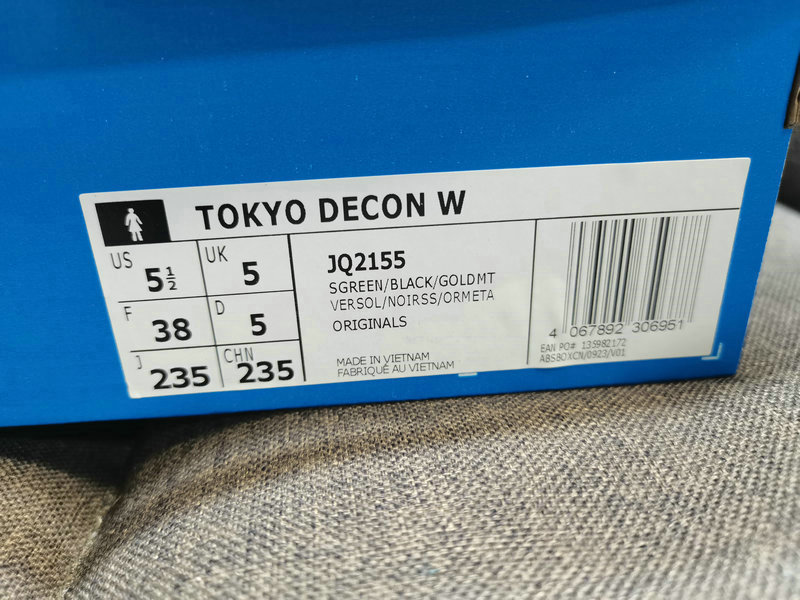 TOKYO DECON W
US 5½ UK 5
F 38 D 5
J 235 CHN 235
JQ2155
SGREEN/BLACK/GOLDMT
VERSOL/NOIRSS/ORMETA
ORIGINALS
MADE IN VIETNAM
FABRIQUÉ AU VIETNAM
4 067892 306951
EAN PO# 135982172
ABSBOXCN/0923/V01